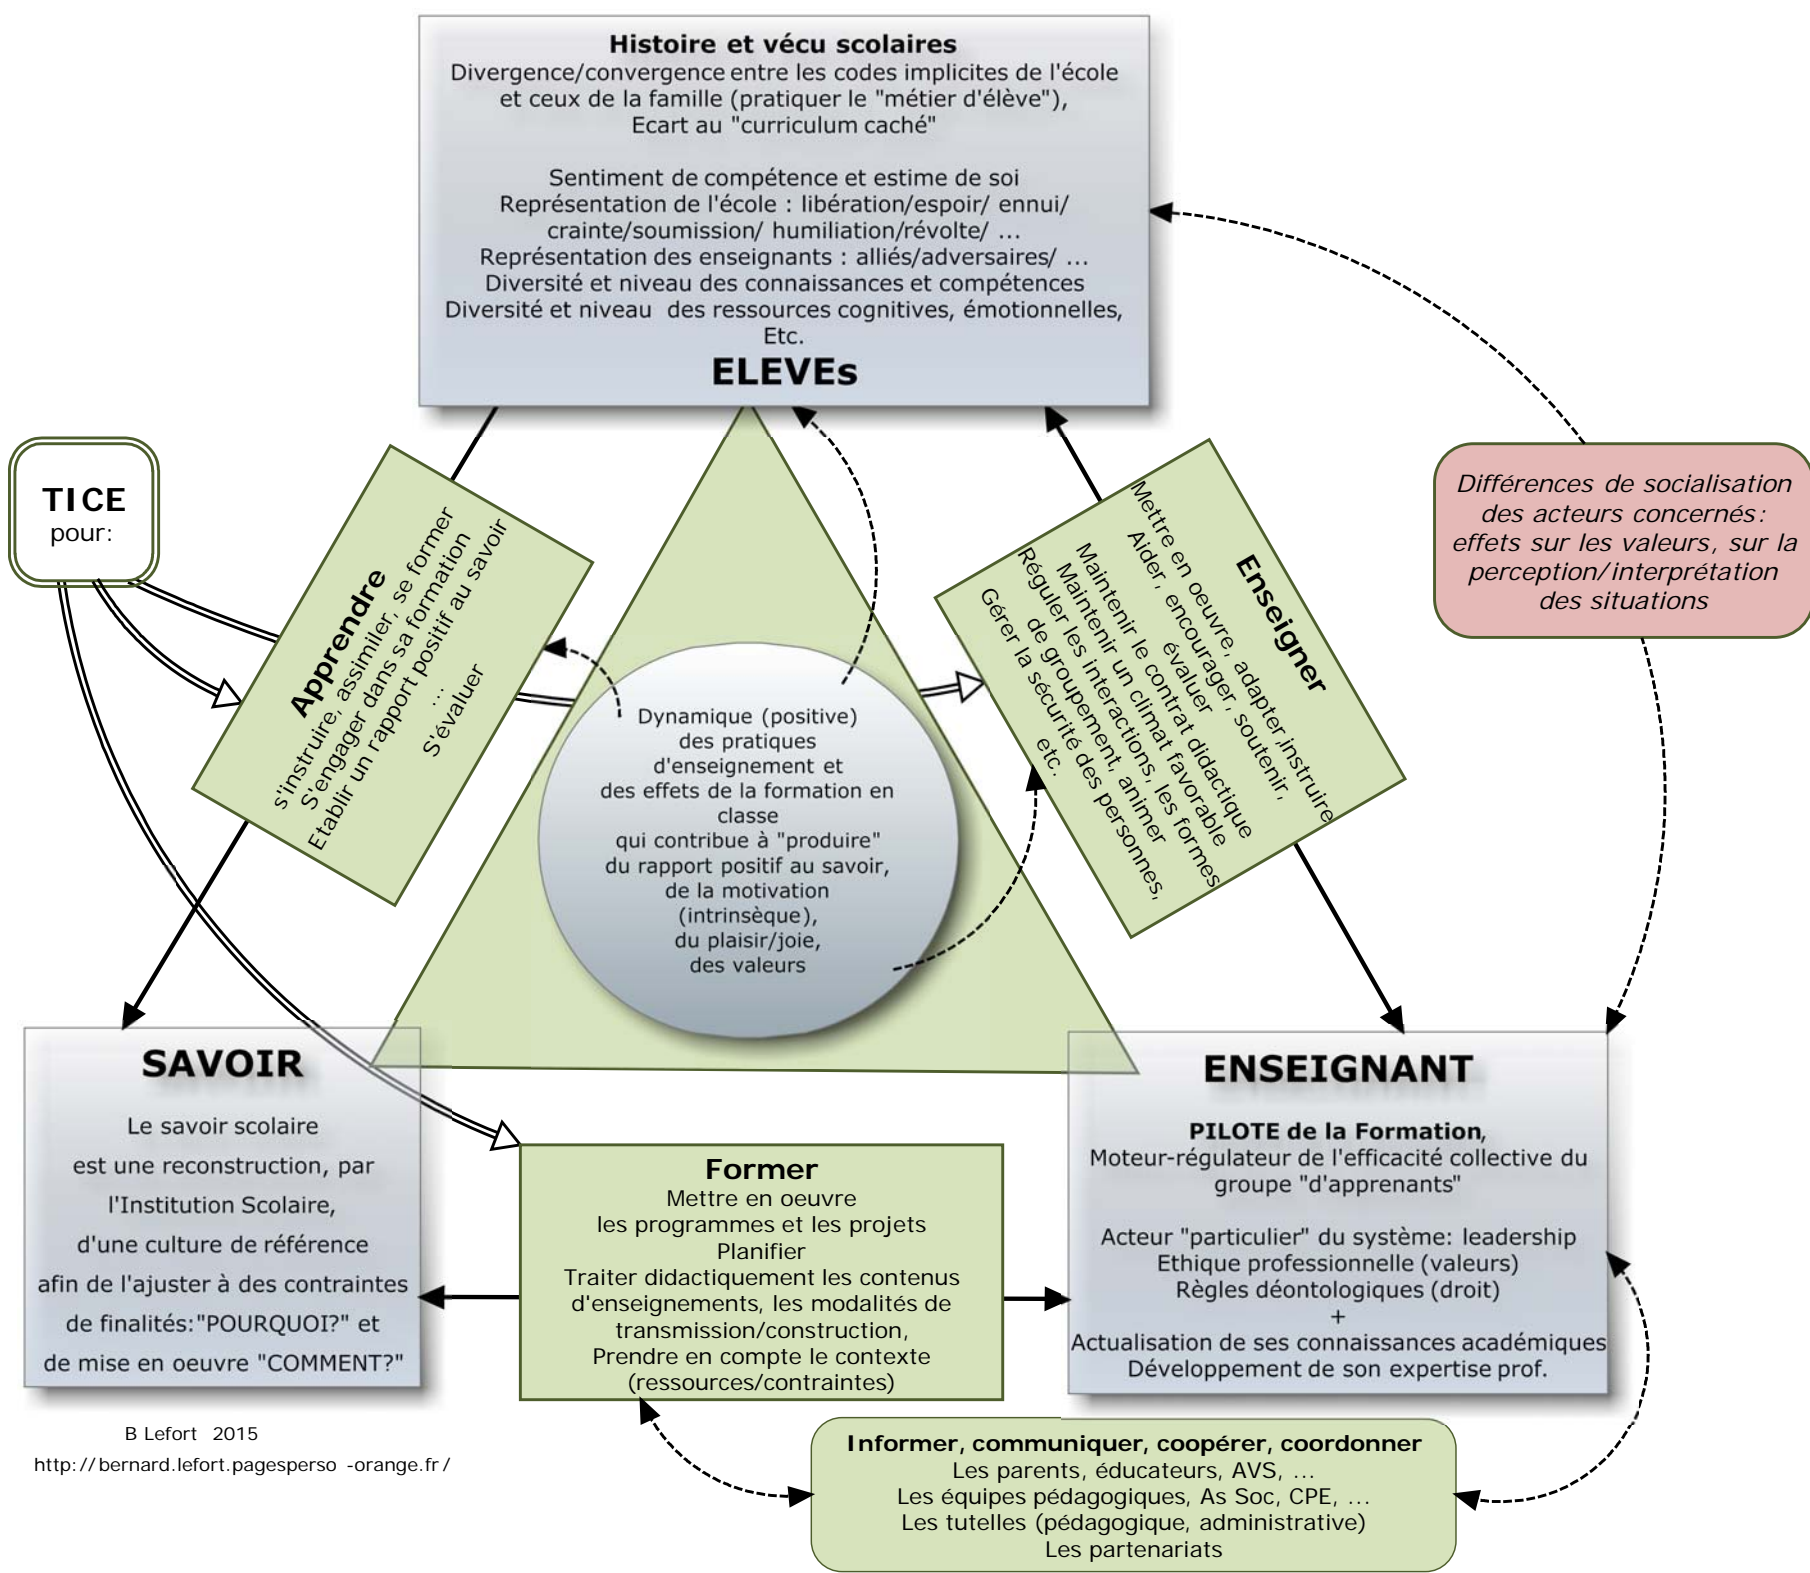 Histoire et vécu scolaires
Divergence/convergence entre les codes implicites de l'école
et ceux de la famille (pratiquer le "métier d'élève"),
Ecart au "curriculum caché"
Sentiment de compétence et estime de soi
Représentation de l'école : libération/espoir/ ennui/
crainte/soumission/ humiliation/révolte/ ...
Représentation des enseignants : alliés/adversaires/ ...
Diversité et niveau des connaissances et compétences
Diversité et niveau des ressources cognitives, émotionnelles,
Etc.
ELEVEs
TICE
pour:
Apprendre
s'instruire, assimiler, se former
S'engager dans sa formation
Etablir un rapport positif au savoir
...
S'évaluer
Enseigner
Mettre en oeuvre, adapter,instruire
Aider, encourager, soutenir,
évaluer
Maintenir le contrat didactique
Maintenir un climat favorable
Réguler les interactions, les formes
de groupement, animer
Gérer la sécurité des personnes,
etc.
Différences de socialisation
des acteurs concernés:
effets sur les valeurs, sur la
perception/interprétation
des situations
Dynamique (positive)
des pratiques
d'enseignement et
des effets de la formation en
classe
qui contribue à "produire"
du rapport positif au savoir,
de la motivation
(intrinsèque),
du plaisir/joie,
des valeurs
SAVOIR
Le savoir scolaire
est une reconstruction, par
l'Institution Scolaire,
d'une culture de référence
afin de l'ajuster à des contraintes
de finalités:"POURQUOI?" et
de mise en oeuvre "COMMENT?"
Former
Mettre en oeuvre
les programmes et les projets
Planifier
Traiter didactiquement les contenus
d'enseignements, les modalités de
transmission/construction,
Prendre en compte le contexte
(ressources/contraintes)
ENSEIGNANT
PILOTE de la Formation,
Moteur-régulateur de l'efficacité collective du
groupe "d'apprenants"
Acteur "particulier" du système: leadership
Ethique professionnelle (valeurs)
Règles déontologiques (droit)
+
Actualisation de ses connaissances académiques
Développement de son expertise prof.
Informer, communiquer, coopérer, coordonner
Les parents, éducateurs, AVS, ...
Les équipes pédagogiques, As Soc, CPE, ...
Les tutelles (pédagogique, administrative)
Les partenariats
B Lefort 2015
http://bernard.lefort.pagesperso -orange.fr/